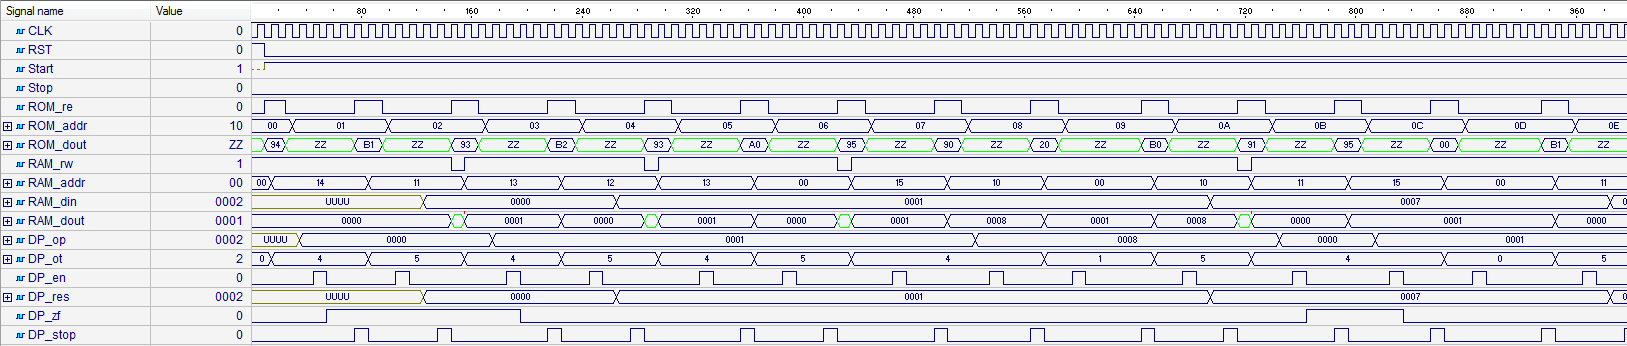 Signal name Value 80 160 240 320 400 480 560 640 720 800 880 960
CLK 0
RST 0
Start 1
Stop 0
ROM_re 0
ROM_addr 10 00 01 02 03 04 05 06 07 08 09 0A 0B 0C 0D 0E
ROM_dout ZZ 94 ZZ B1 ZZ 93 ZZ B2 ZZ 93 ZZ A0 ZZ 95 ZZ 90 ZZ 20 ZZ B0 ZZ 91 ZZ 95 ZZ 00 ZZ B1 ZZ
RAM_rw 1
RAM_addr 00 00 14 11 13 12 13 00 15 10 00 10 11 15 00 11
RAM_din 0002 UUUU 0000 0001 0007 0
RAM_dout 0001 0000 0001 0000 0001 0000 0001 0008 0001 0008 0000 0001 0000
DP_op 0002 UUUU 0000 0001 0008 0000 0001
DP_ot 2 0 4 5 4 5 4 5 4 1 5 4 0 5
DP_en 0
DP_res 0002 UUUU 0000 0001 0007 0
DP_zf 0
DP_stop 0